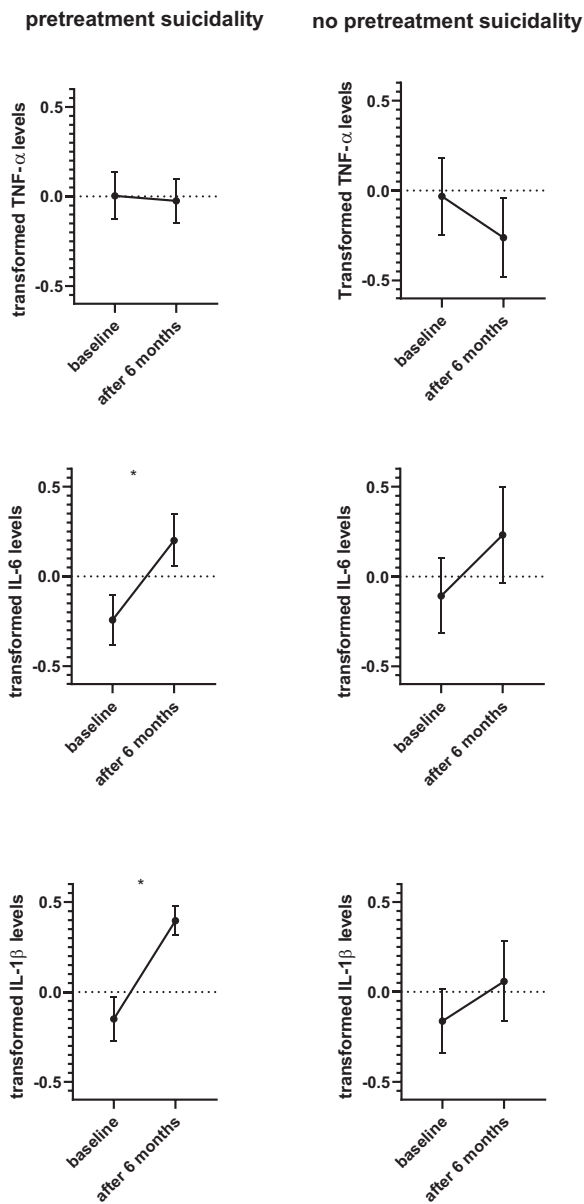 pretreatment suicidality
no pretreatment suicidality
transformed TNF-α levels
0.5
0.0
-0.5
baseline
after 6 months
Transformed TNF-α levels
0.5
0.0
-0.5
baseline
after 6 months
transformed IL-6 levels
0.5
0.0
-0.5
*
baseline
after 6 months
transformed IL-6 levels
0.5
0.0
-0.5
baseline
after 6 months
transformed IL-1β levels
0.5
0.0
-0.5
*
baseline
after 6 months
transformed IL-1β levels
0.5
0.0
-0.5
baseline
after 6 months